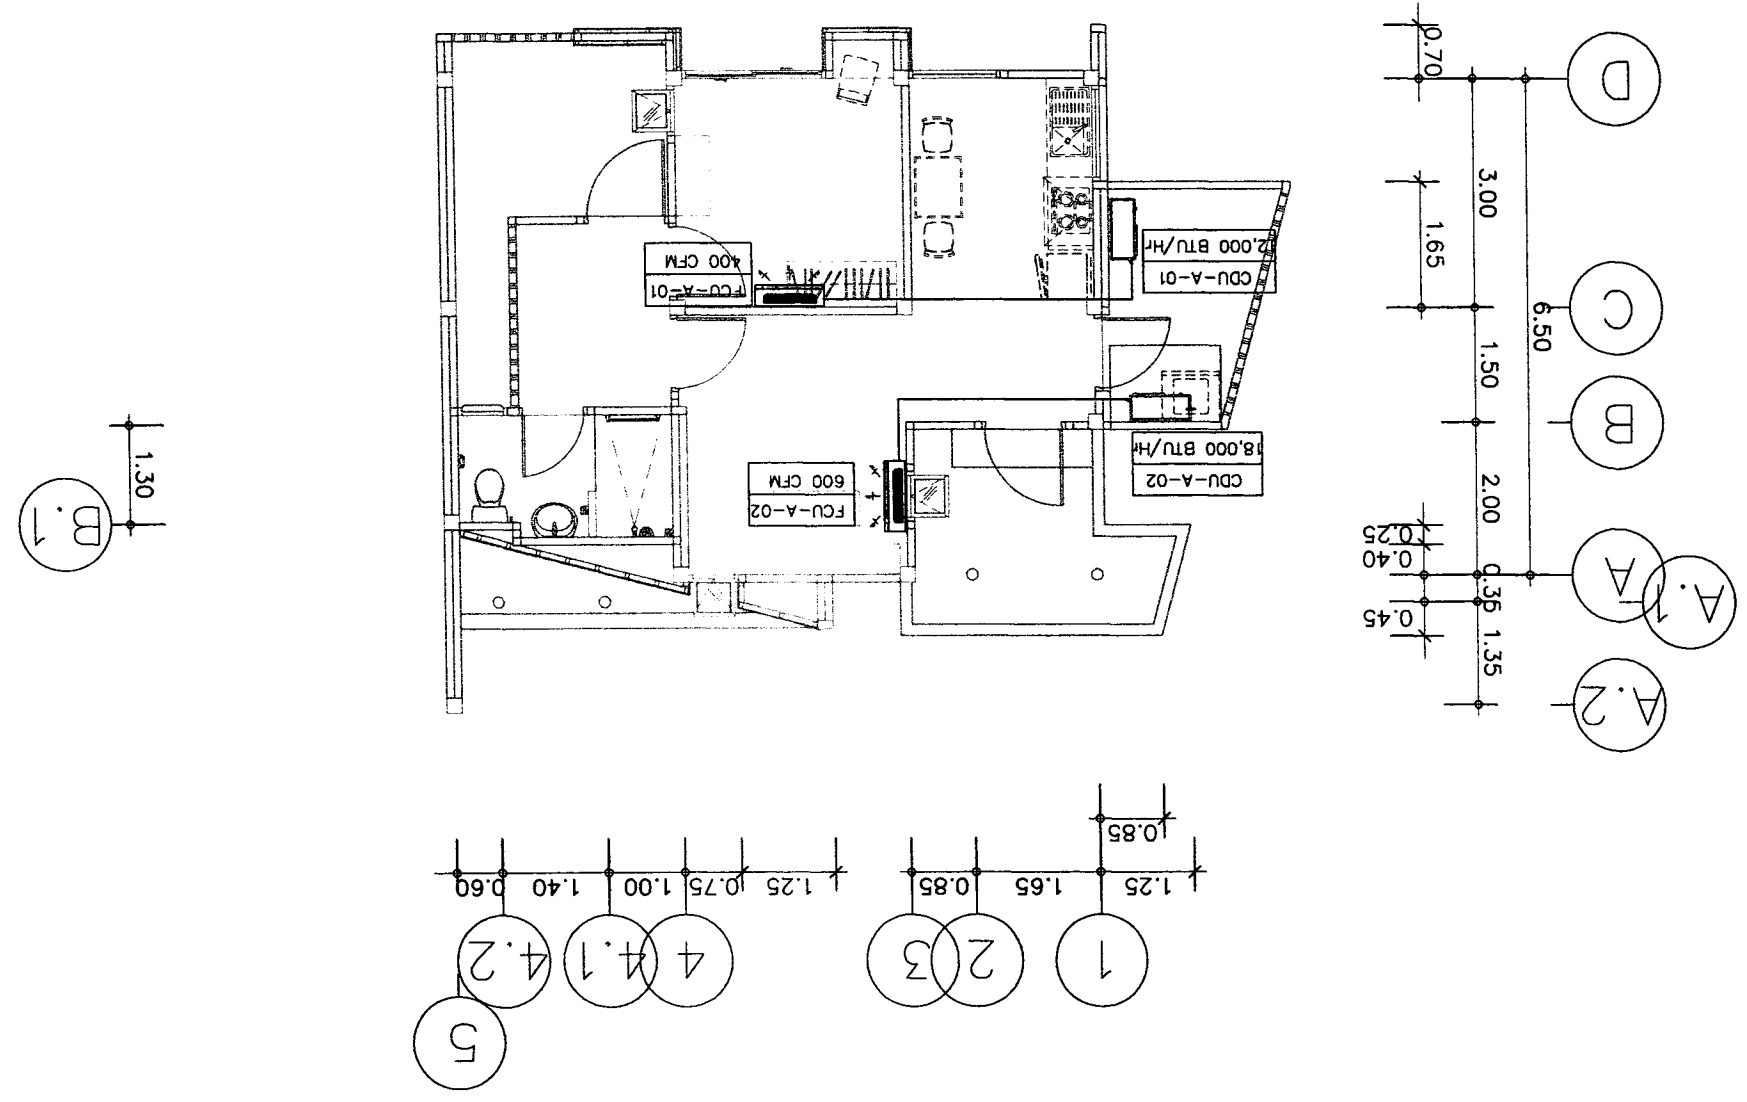 5
1 2 3 4 4.1 4.2
1.25 1.65 0.85 1.25 0.75 1.00 1.40 0.60
0.85
A.2
1.35
A.1
0.45
0.35
A
0.40
0.25
2.00
B.1
1.30
CDU-A-02
18,000 BTU/Hr
FCU-A-02
600 CFM
B
1.50
6.50
C
CDU-A-01
12,000 BTU/Hr
FCU-A-01
400 CFM
1.65
3.00
D
0.70